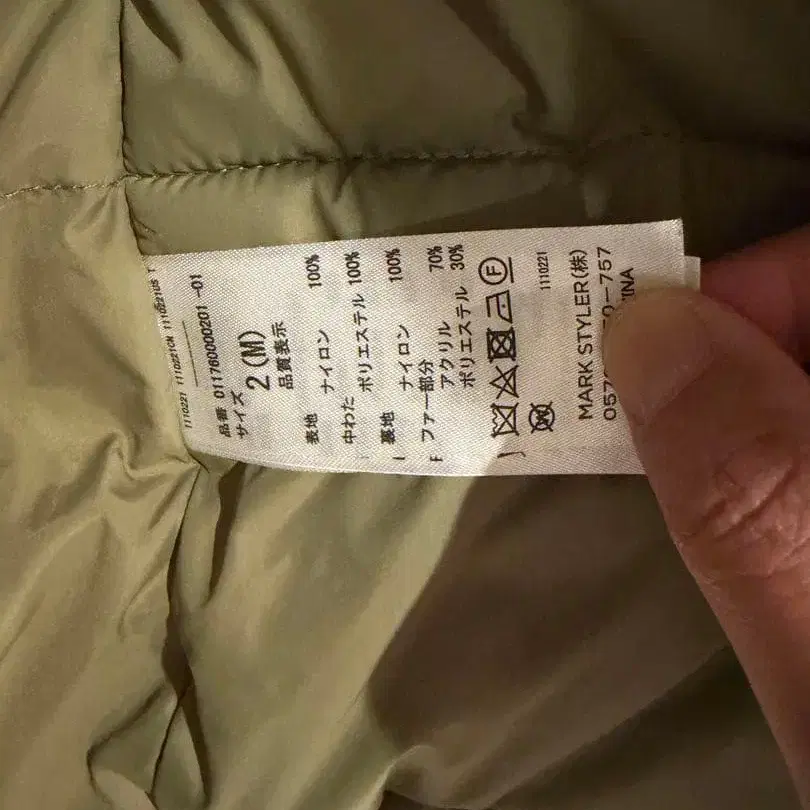 品番 011760000201 -01
サイズ
2(M)
品質表示
表地
ナイロン 100%
中わた
ポリエステル 100%
裏地
ナイロン 100%
ファー部分
アクリル 70%
ポリエステル 30%
F
W
1110221
MARK STYLER(株)